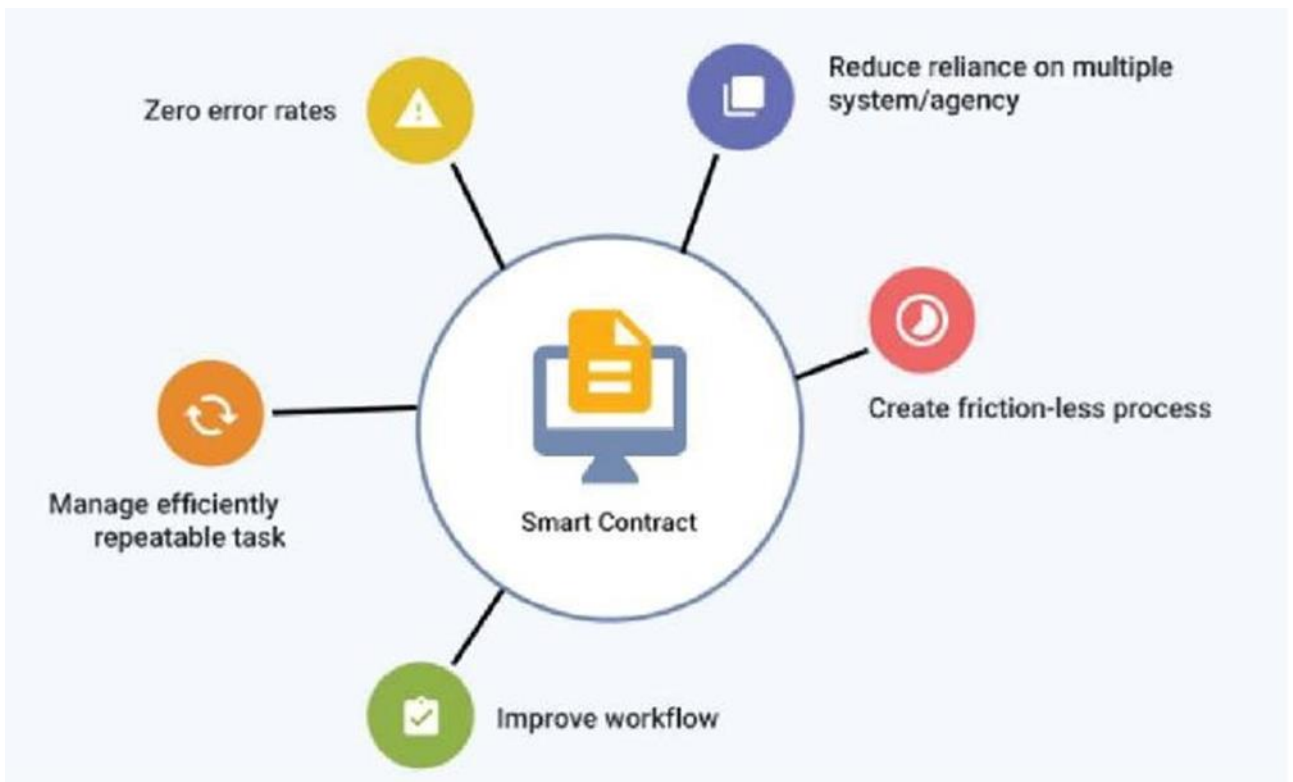 Reduce reliance on multiple
system/agency
Zero error rates
Create friction-less process
Manage efficiently
repeatable task
Smart Contract
Improve workflow